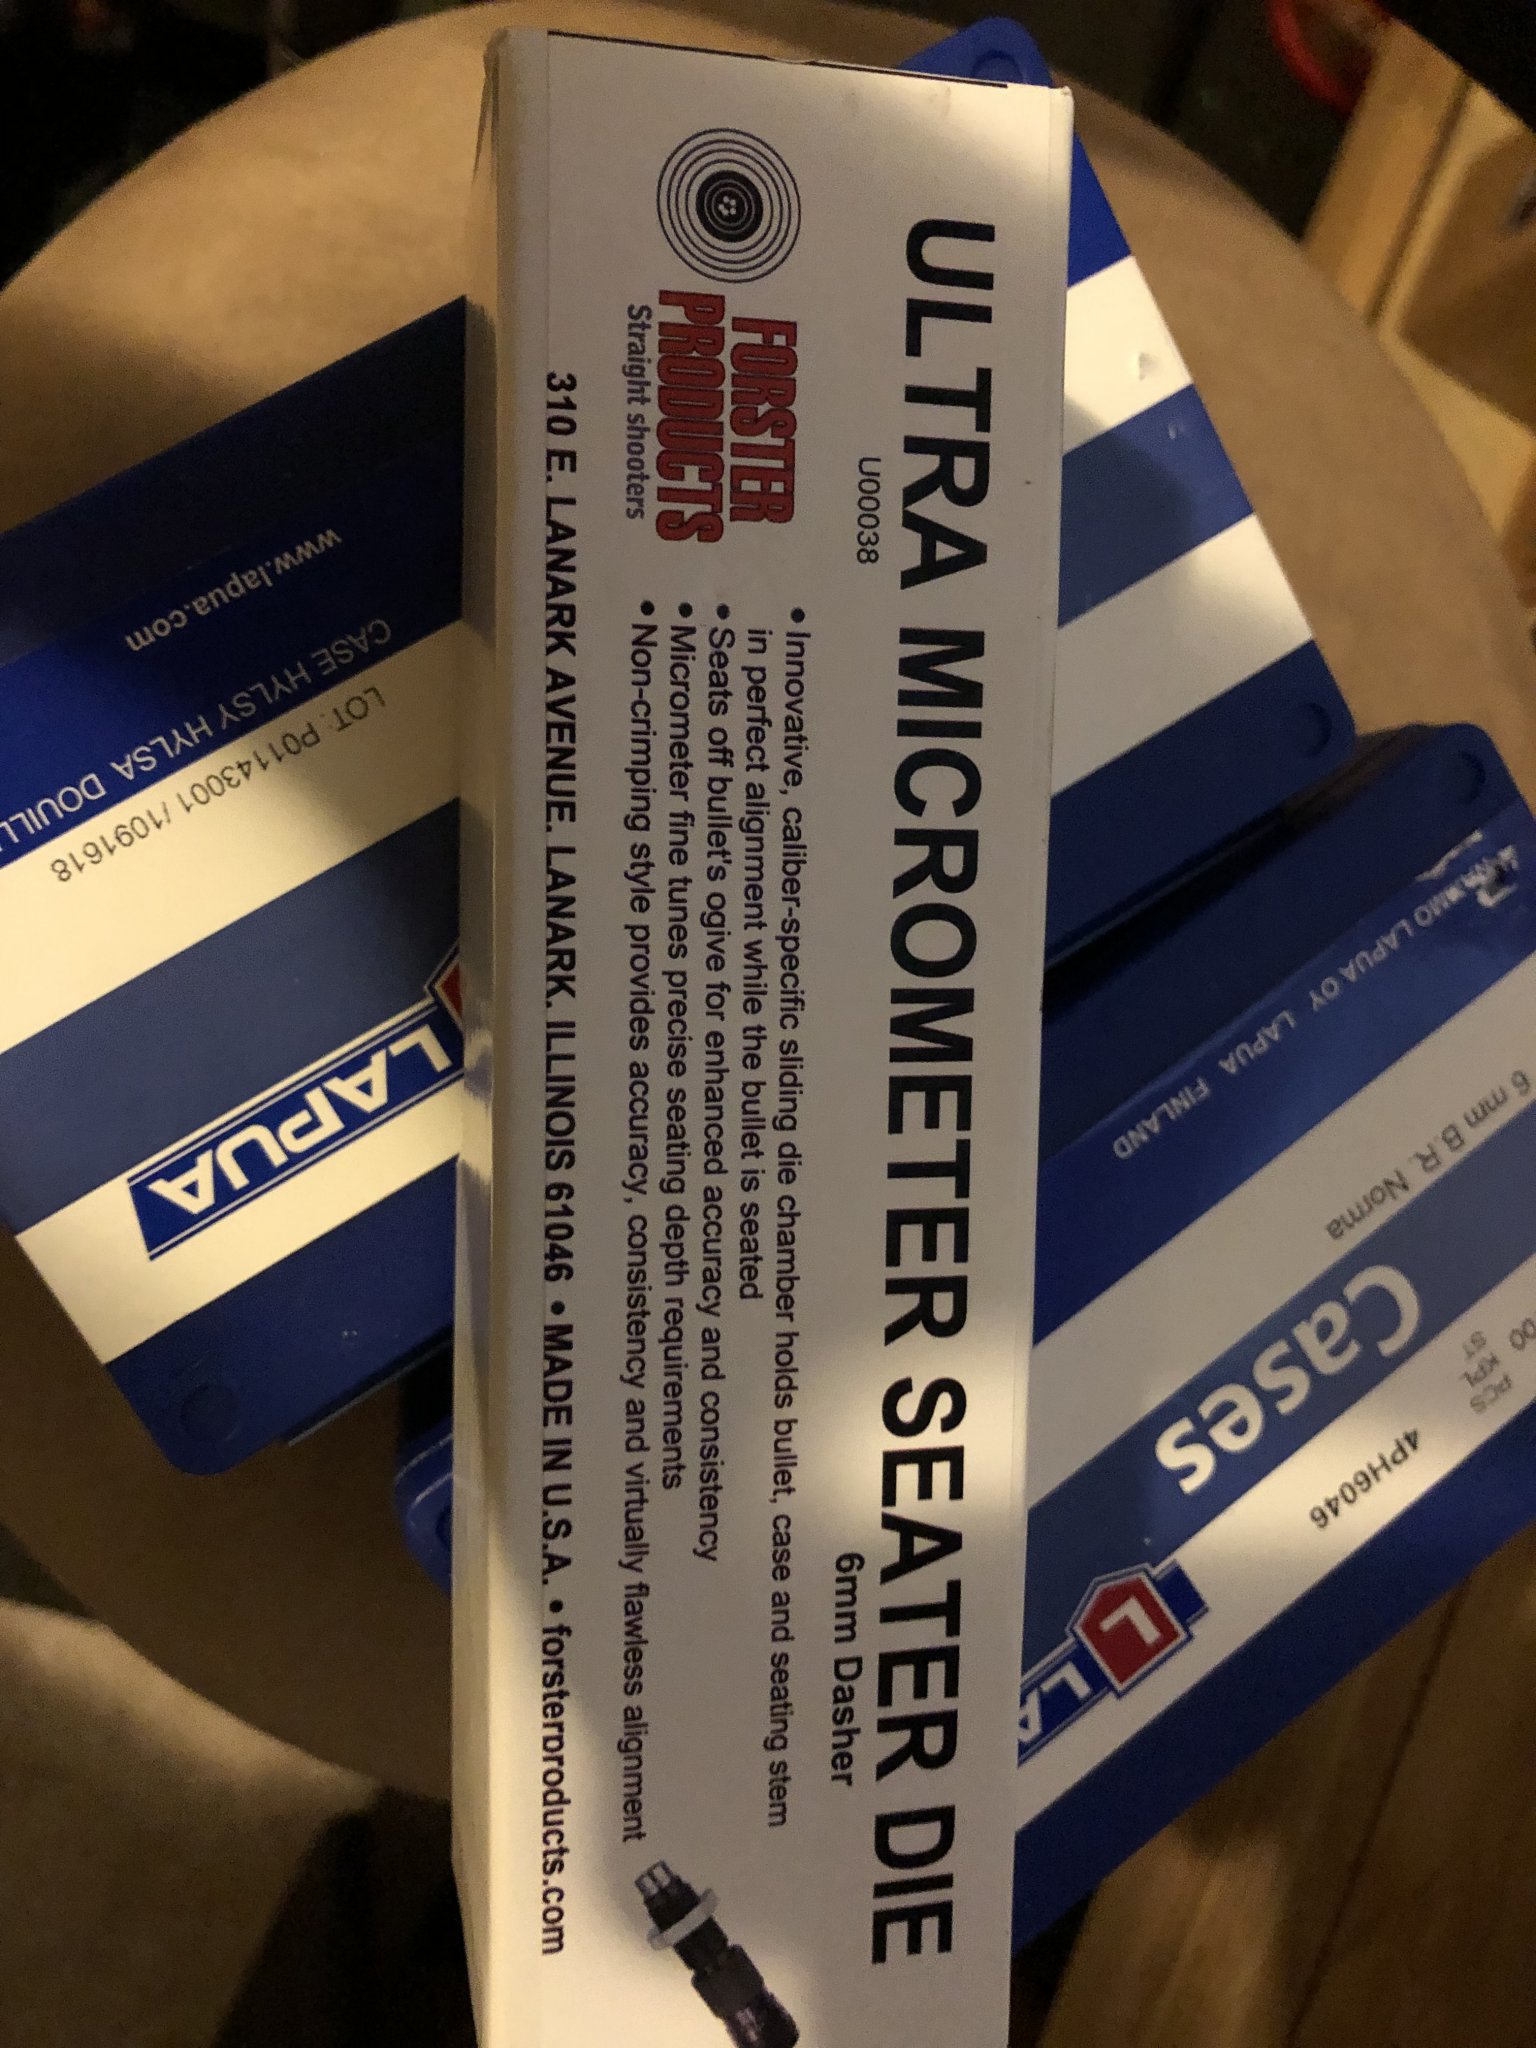 ULTRA MICROMETER SEATER DIE
U00038
6mm Dasher
FORSTER
PRODUCTS
Straight shooters
• Innovative, caliber-specific sliding die chamber holds bullet, case and seating stem
in perfect alignment while the bullet is seated
• Seats off bullet's ogive for enhanced accuracy and consistency
• Micrometer fine tunes precise seating depth requirements
• Non-crimping style provides accuracy, consistency and virtually flawless alignment
310 E. LANARK AVENUE. LANARK. ILLINOIS 61046 • MADE IN U.S.A. • forsterproducts.com
www.lapua.com
CASE HYLSY HYLSA DOUILL
LOT: P01143001/1091618
LAPUA
LAPUA OY LAPUA FINLAND
6 mm B.R. Norma
Cases
00
PCS
KPL
ST
4PH6046
L
LA